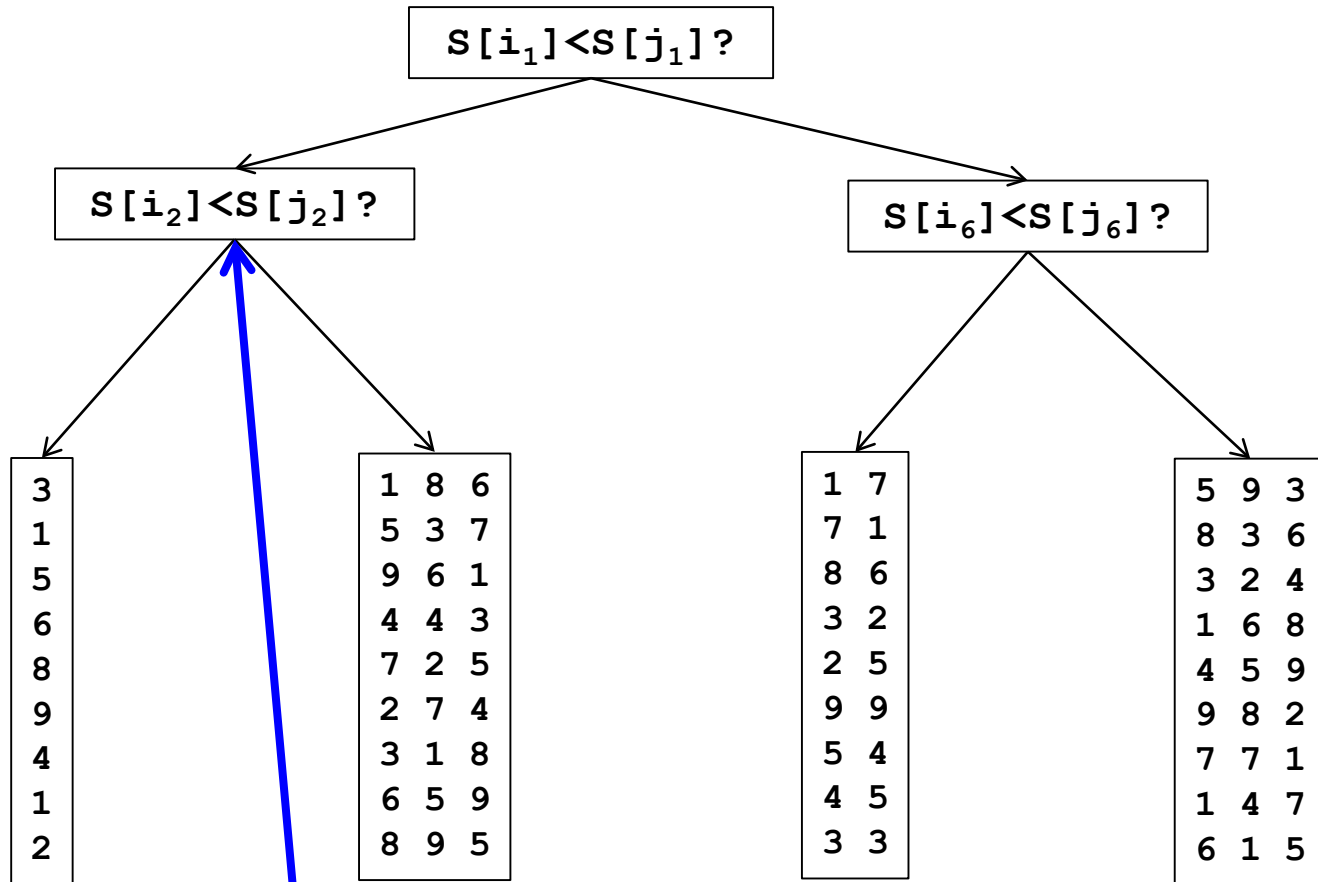 S[i₁]<S[j₁]?
S[i₂]<S[j₂]?
S[i₆]<S[j₆]?
3
1
5
6
8
9
4
1
2
1 8 6
5 3 7
9 6 1
4 4 3
7 2 5
2 7 4
3 1 8
6 5 9
8 9 5
1 7
7 1
8 6
3 2
2 5
9 9
5 4
4 5
3 3
5 9 3
8 3 6
3 2 4
1 6 8
4 5 9
9 8 2
7 7 1
1 4 7
6 1 5